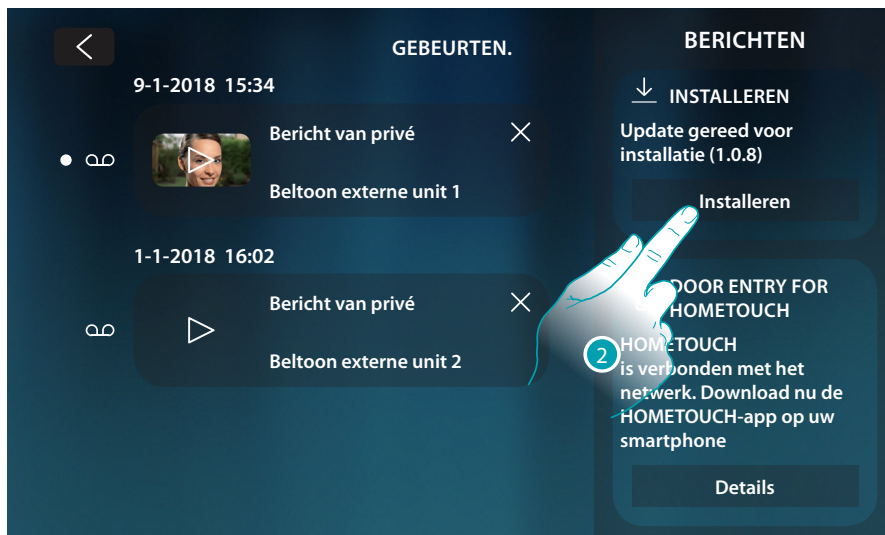 GEBEURTEN.
9-1-2018 15:34
Bericht van privé
Beltoon externe unit 1
1-1-2018 16:02
Bericht van privé
Beltoon externe unit 2
BERICHTEN
INSTALLEREN
Update gereed voor
installatie (1.0.8)
Installeren
DOOR ENTRY FOR
HOMETOUCH
2
HOMETOUCH
is verbonden met het
netwerk. Download nu de
HOMETOUCH-app op uw
smartphone
Details